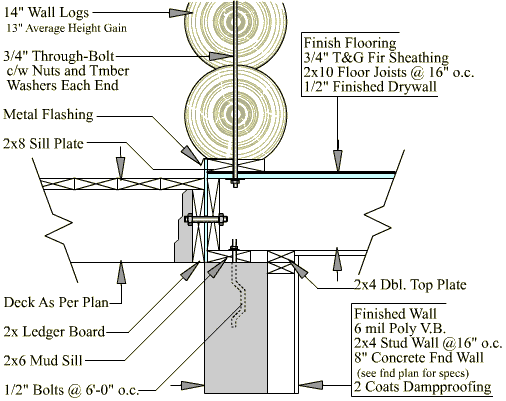 14" Wall Logs
13" Average Height Gain
3/4" Through-Bolt
c/w Nuts and Tmber
Washers Each End
Metal Flashing
2x8 Sill Plate
Finish Flooring
3/4" T&G Fir Sheathing
2x10 Floor Joists @ 16" o.c.
1/2" Finished Drywall
Deck As Per Plan
2x Ledger Board
2x6 Mud Sill
1/2" Bolts @ 6'-0" o.c.
2x4 Dbl. Top Plate
Finished Wall
6 mil Poly V.B.
2x4 Stud Wall @16" o.c.
8" Concrete Fnd Wall
(see fnd plan for specs)
2 Coats Dampproofing